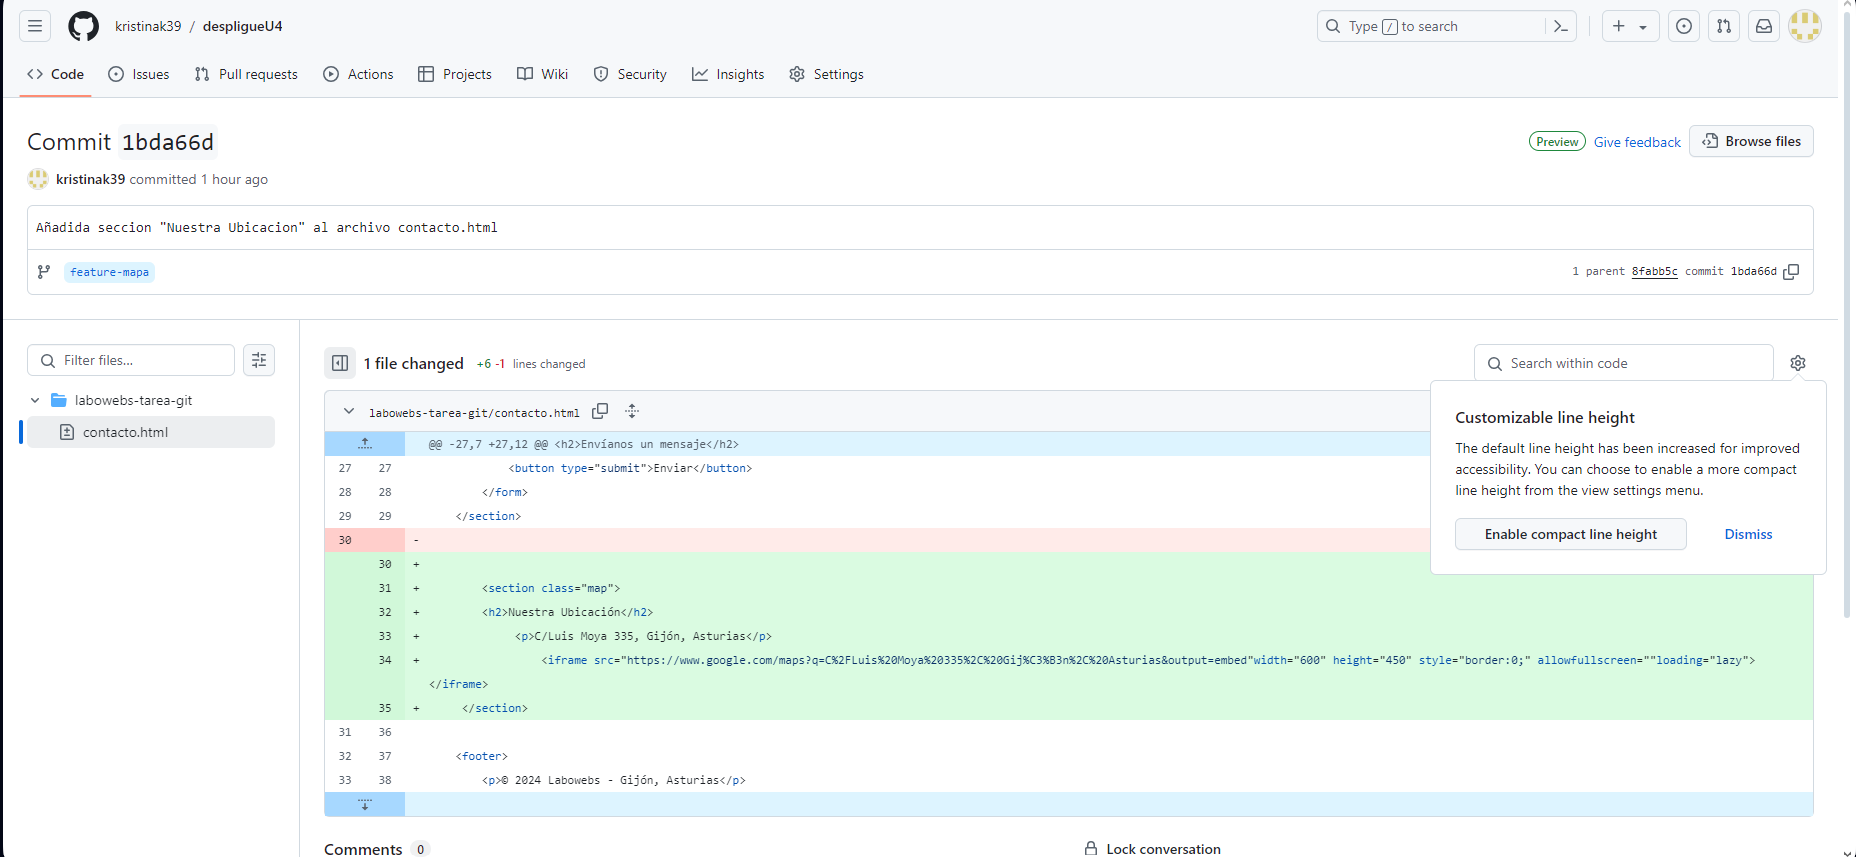 kristinak39 / despligueU4
Type / to search
Code Issues Pull requests Actions Projects Wiki Security Insights Settings
Commit 1bda66d
Preview Give feedback Browse files
kristinak39 committed 1 hour ago
Añadida seccion "Nuestra Ubicacion" al archivo contacto.html
feature-mapa
1 parent 8fabb5c commit 1bda66d
Filter files...
labowebs-tarea-git
contacto.html
1 file changed +6 -1 lines changed
Search within code
labowebs-tarea-git/contacto.html
Customizable line height
The default line height has been increased for improved
accessibility. You can choose to enable a more compact
line height from the view settings menu.
Enable compact line height Dismiss
@@ -27,7 +27,12 @@ <h2>Envíanos un mensaje</h2>
27 27 <button type="submit">Enviar</button>
28 28 </form>
29 29 </section>
30 -
30 +
31 + <section class="map">
32 + <h2>Nuestra Ubicación</h2>
33 + <p>C/Luis Moya 335, Gijón, Asturias</p>
34 + <iframe src="https://www.google.com/maps?q=C%2FLuis%20Moya%20335%2C%20Gij%C3%B3n%2C%20Asturias&output=embed"width="600" height="450" style="border:0;" allowfullscreen=""loading="lazy">
</iframe>
35 + </section>
31 36
32 37 <footer>
33 38 <p>© 2024 Labowebs - Gijón, Asturias</p>
Comments 0
Lock conversation